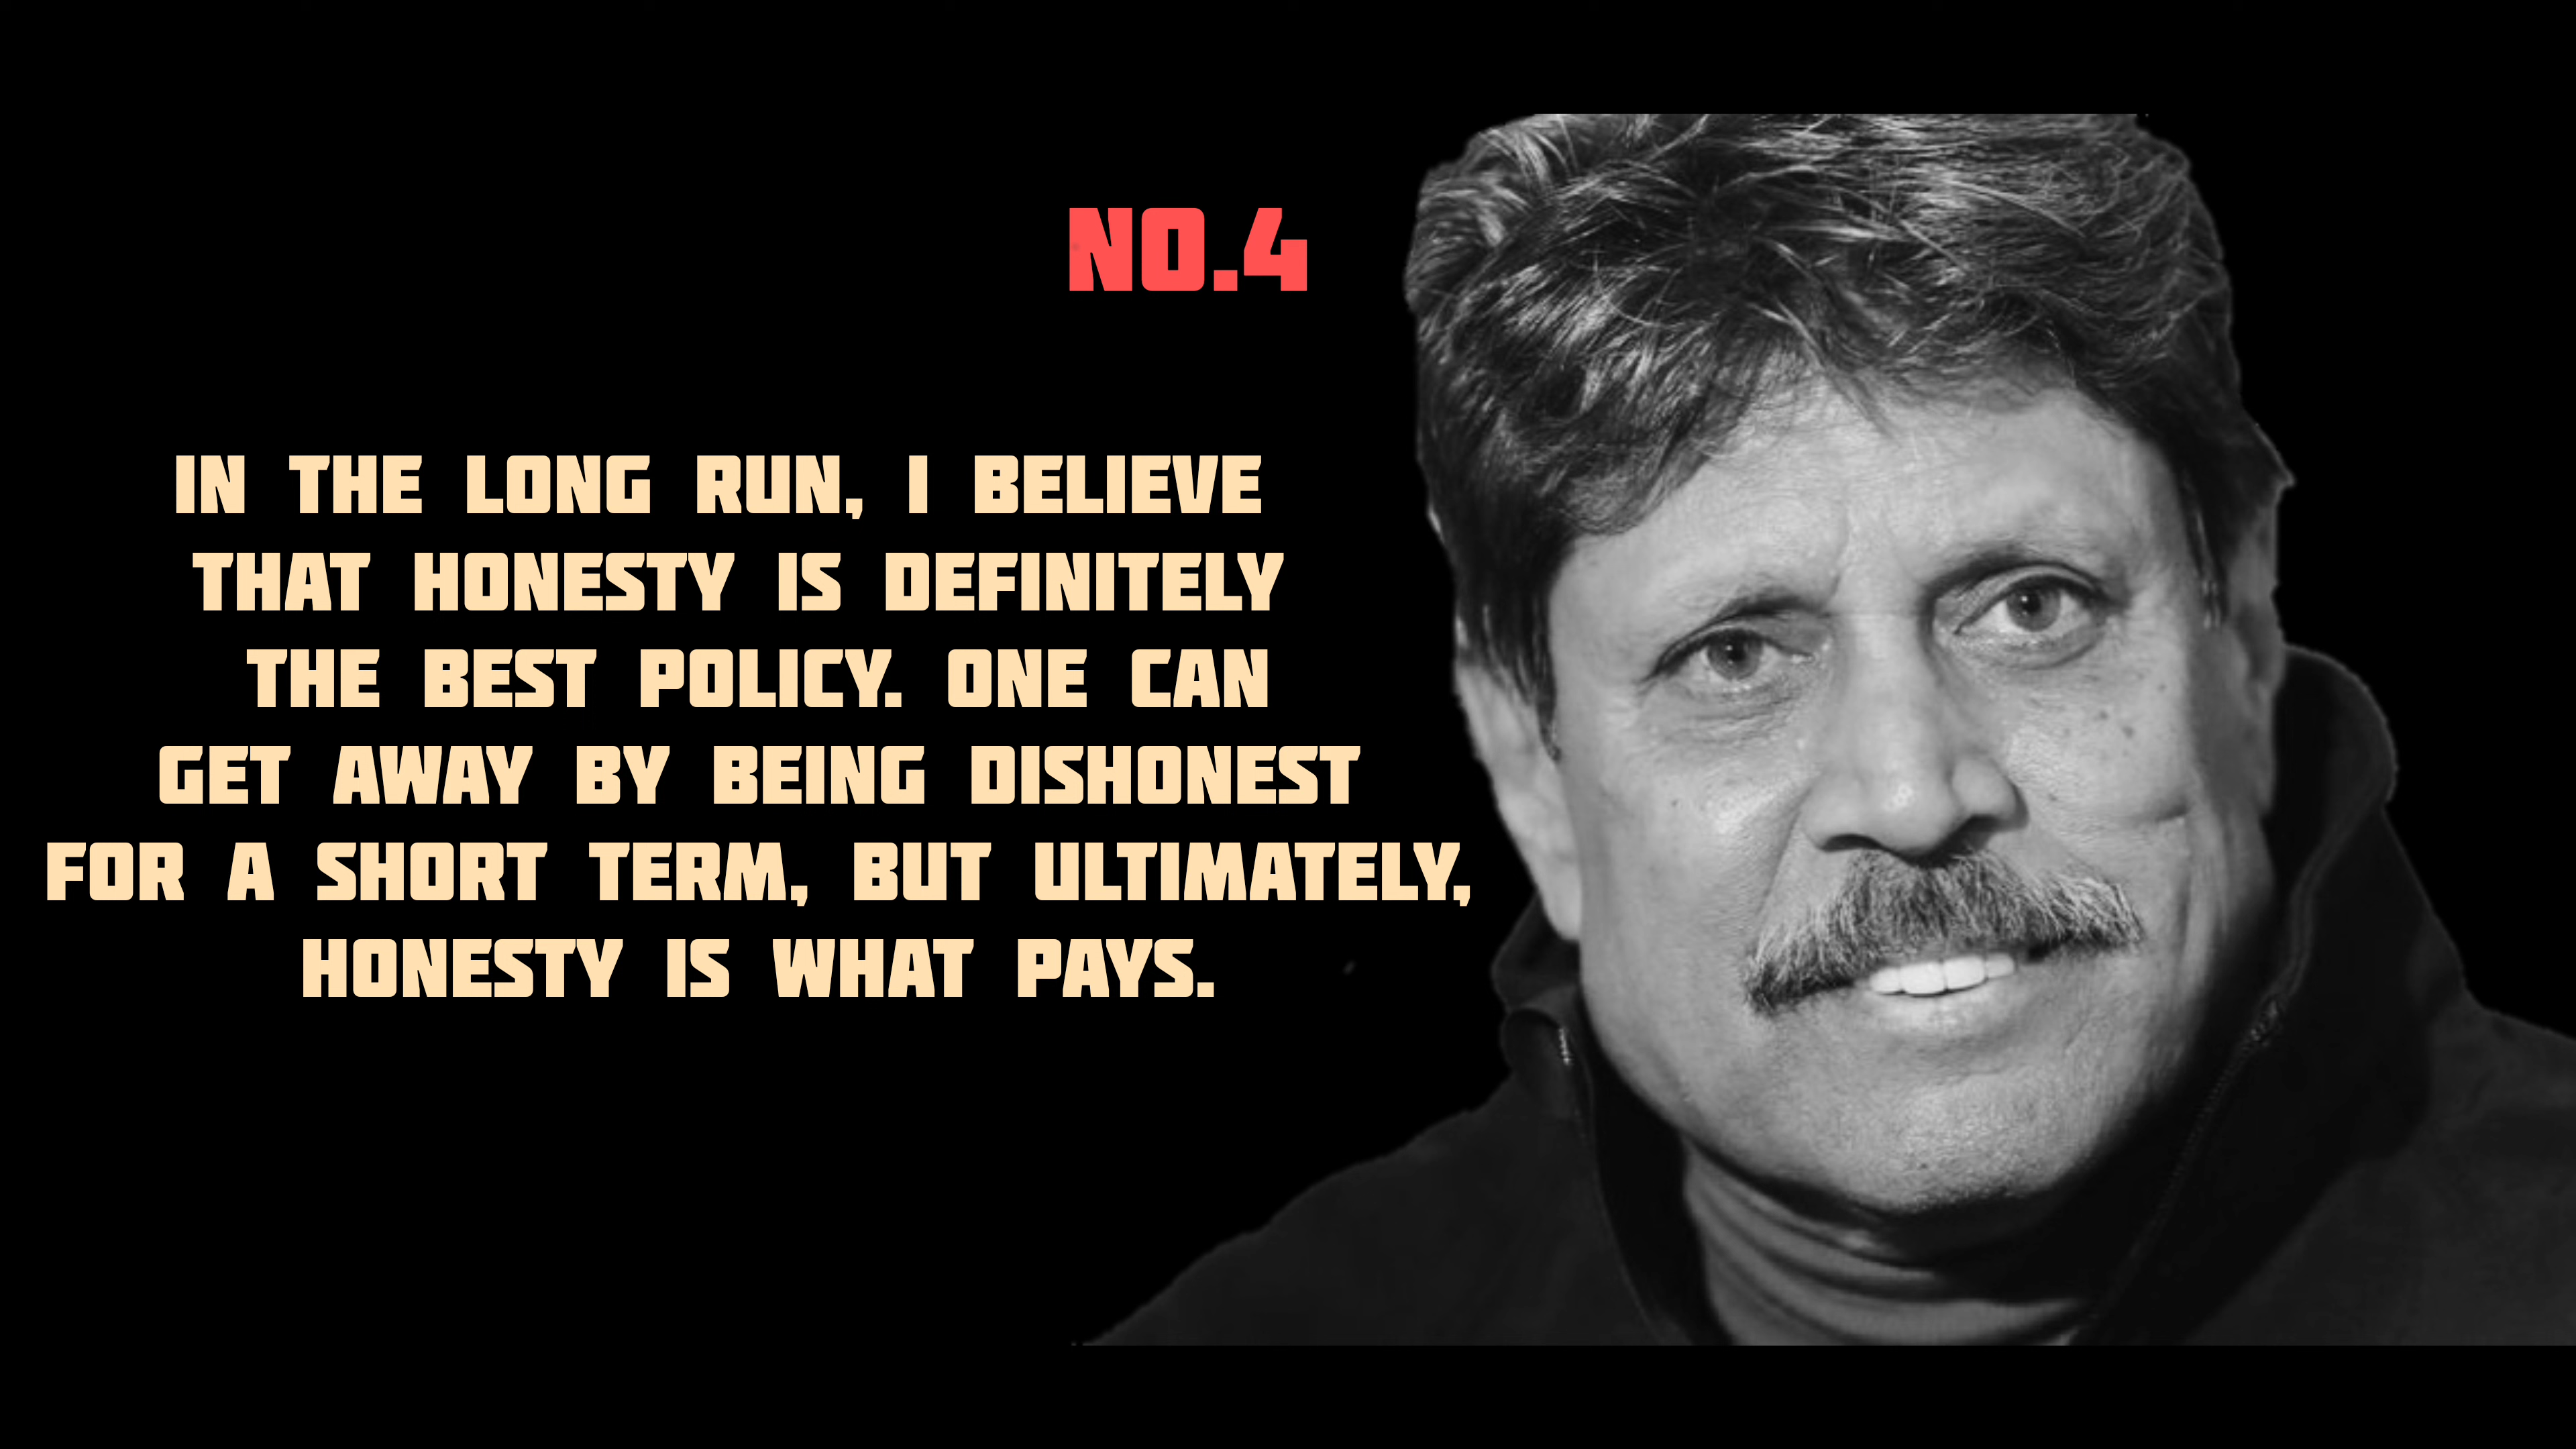 NO.4
IN THE LONG RUN, I BELIEVE
THAT HONESTY IS DEFINITELY
THE BEST POLICY. ONE CAN
GET AWAY BY BEING DISHONEST
FOR A SHORT TERM, BUT ULTIMATELY,
HONESTY IS WHAT PAYS.